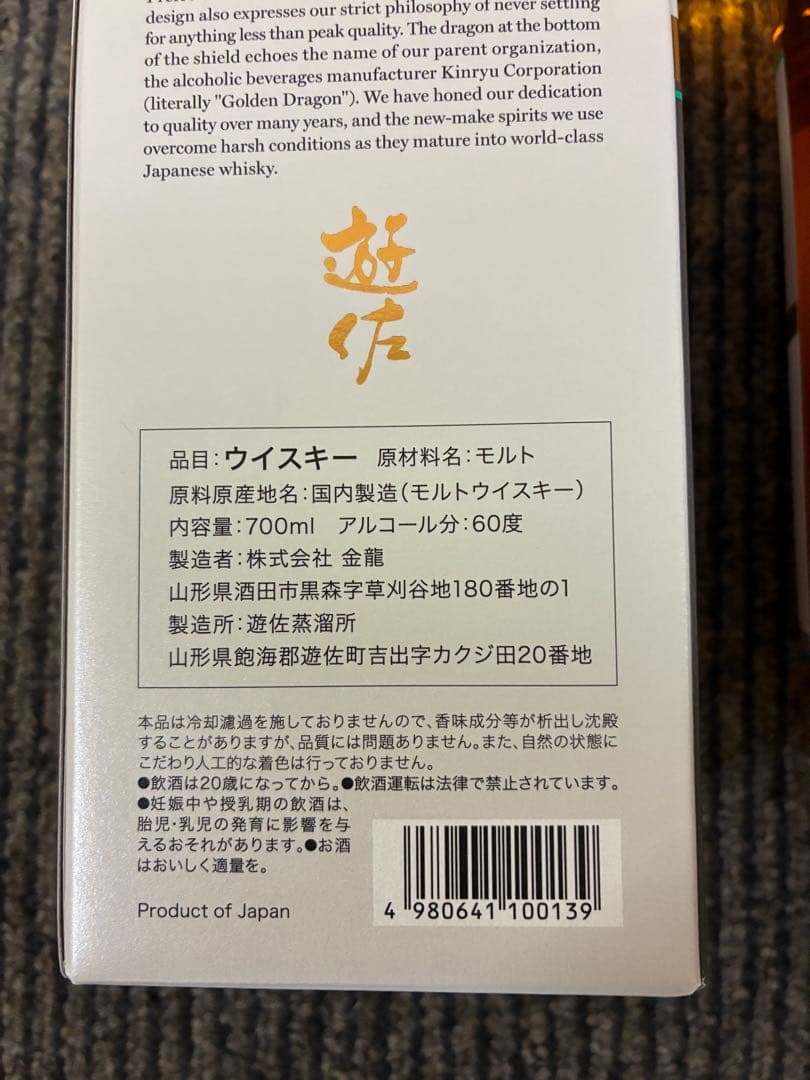 design also expresses our strict philosophy of never settling
for anything less than peak quality. The dragon at the bottom
of the shield echoes the name of our parent organization,
the alcoholic beverages manufacturer Kinryu Corporation
(literally "Golden Dragon"). We have honed our dedication
to quality over many years, and the new-make spirits we use
overcome harsh conditions as they mature into world-class
Japanese whisky.
遊佐
品目：ウイスキー 原材料名：モルト
原料原産地名：国内製造（モルトウイスキー）
内容量：700ml アルコール分：60度
製造者：株式会社 金龍
山形県酒田市黒森字草刈谷地180番地の1
製造所：遊佐蒸溜所
山形県飽海郡遊佐町吉出字カクジ田20番地
本品は冷却濾過を施しておりませんので、香味成分等が析出し沈殿
することがありますが、品質には問題ありません。また、自然の状態に
こだわり人工的な着色は行っておりません。
●飲酒は20歳になってから。●飲酒運転は法律で禁止されています。
●妊娠中や授乳期の飲酒は、
胎児・乳児の発育に影響を与
えるおそれがあります。●お酒
はおいしく適量を。
Product of Japan
4 980641 100139